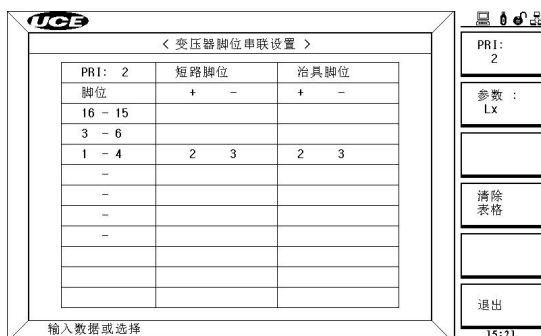 UCE
< 变压器脚位串联设置 >
PRI: 2 短路脚位 治具脚位
脚位 + - + -
16 - 15
3 - 6
1 - 4 2 3 2 3
-
-
-
-
输入数据或选择
PRI:
2
参数 :
Lx
清除
表格
退出
15:21